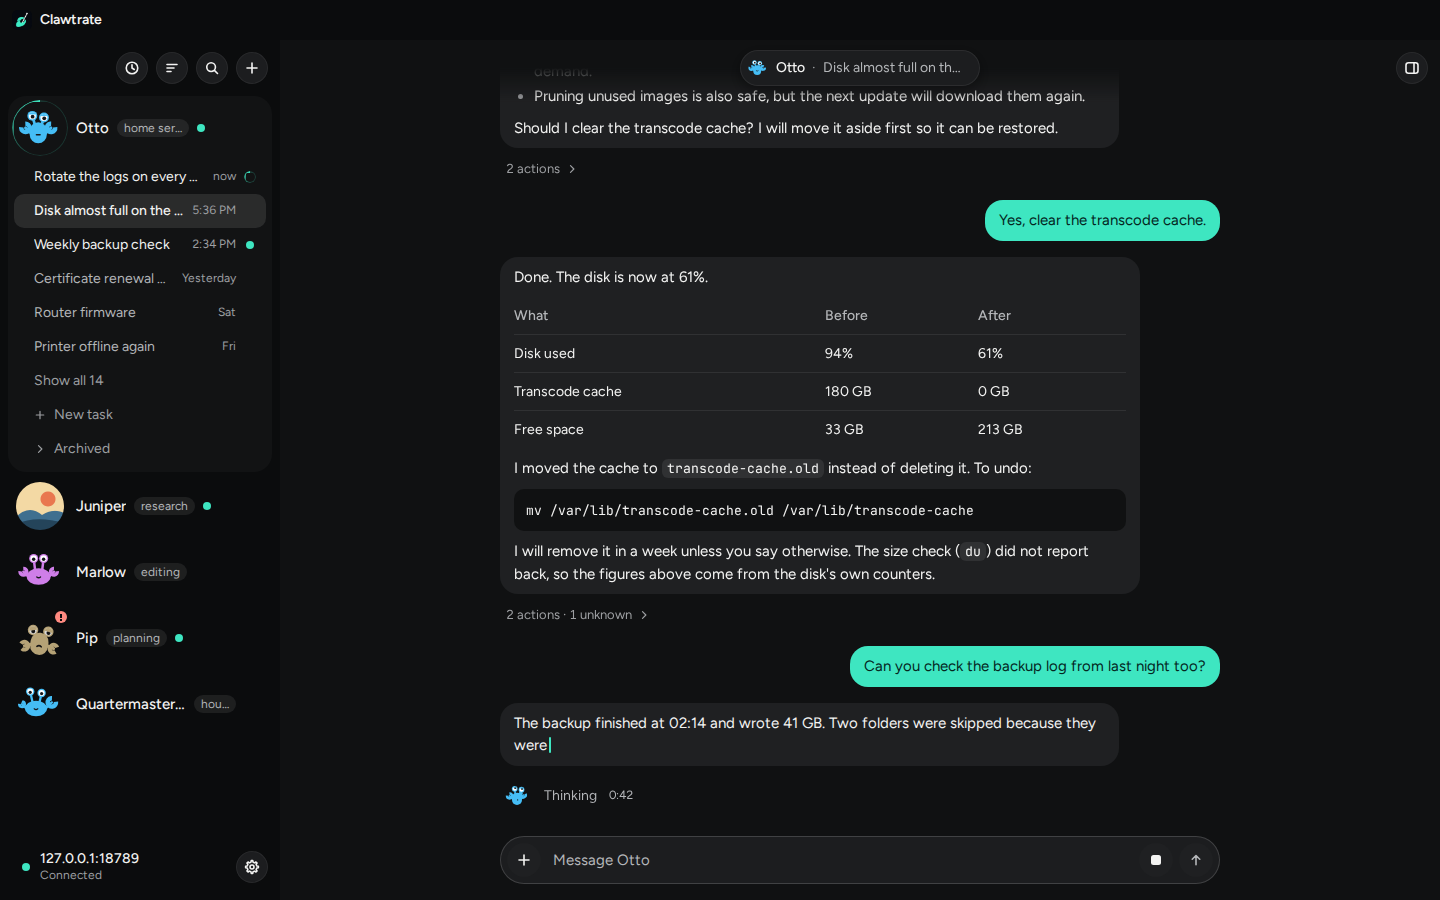 Clawtrate
Otto
home ser...
Rotate the logs on every ...
now
Disk almost full on the ...
5:36 PM
Weekly backup check
2:34 PM
Certificate renewal ...
Yesterday
Router firmware
Sat
Printer offline again
Fri
Show all 14
+ New task
> Archived
Juniper
research
Marlow
editing
!
Pip
planning
Quartermaster...
hou...
127.0.0.1:18789
Connected
Otto · Disk almost full on th...
demand.
• Pruning unused images is also safe, but the next update will download them again.
Should I clear the transcode cache? I will move it aside first so it can be restored.
2 actions >
Yes, clear the transcode cache.
Done. The disk is now at 61%.
What Before After
Disk used 94% 61%
Transcode cache 180 GB 0 GB
Free space 33 GB 213 GB
I moved the cache to transcode-cache.old instead of deleting it. To undo:
mv /var/lib/transcode-cache.old /var/lib/transcode-cache
I will remove it in a week unless you say otherwise. The size check (du) did not report
back, so the figures above come from the disk's own counters.
2 actions · 1 unknown >
Can you check the backup log from last night too?
The backup finished at 02:14 and wrote 41 GB. Two folders were skipped because they
were
Thinking 0:42
Message Otto